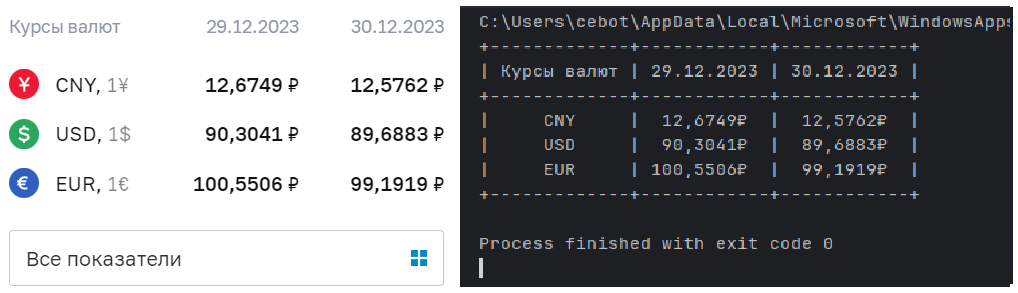 Курсы валют 29.12.2023 30.12.2023
¥ CNY, 1¥ 12,6749 ₽ 12,5762 ₽
$ USD, 1$ 90,3041 ₽ 89,6883 ₽
€ EUR, 1€ 100,5506 ₽ 99,1919 ₽
Все показатели
C:\Users\cebot\AppData\Local\Microsoft\WindowsApps
+--------------+------------+------------+
| Курсы валют | 29.12.2023 | 30.12.2023 |
+--------------+------------+------------+
| CNY | 12,6749₽ | 12,5762₽ |
| USD | 90,3041₽ | 89,6883₽ |
| EUR | 100,5506₽ | 99,1919₽ |
+--------------+------------+------------+
Process finished with exit code 0